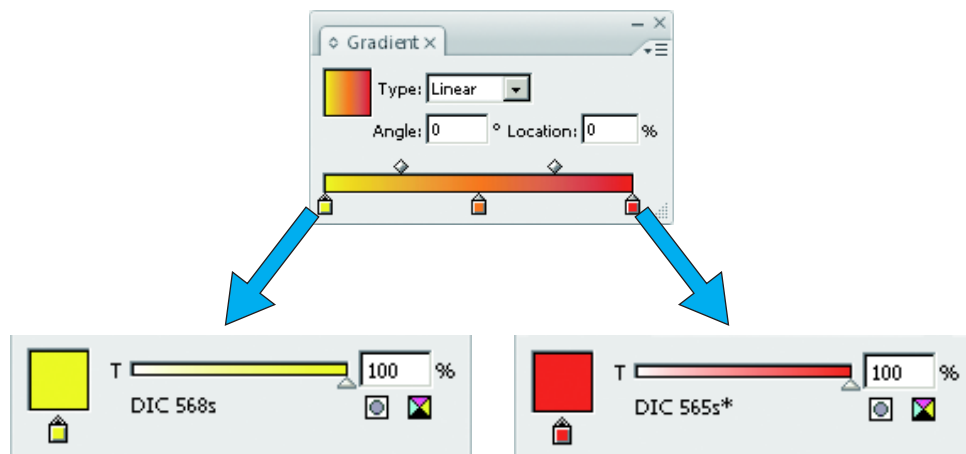 Gradient
Type: Linear
Angle: 0 ° Location: 0 %
T 100 %
DIC 568s
T 100 %
DIC 565s*